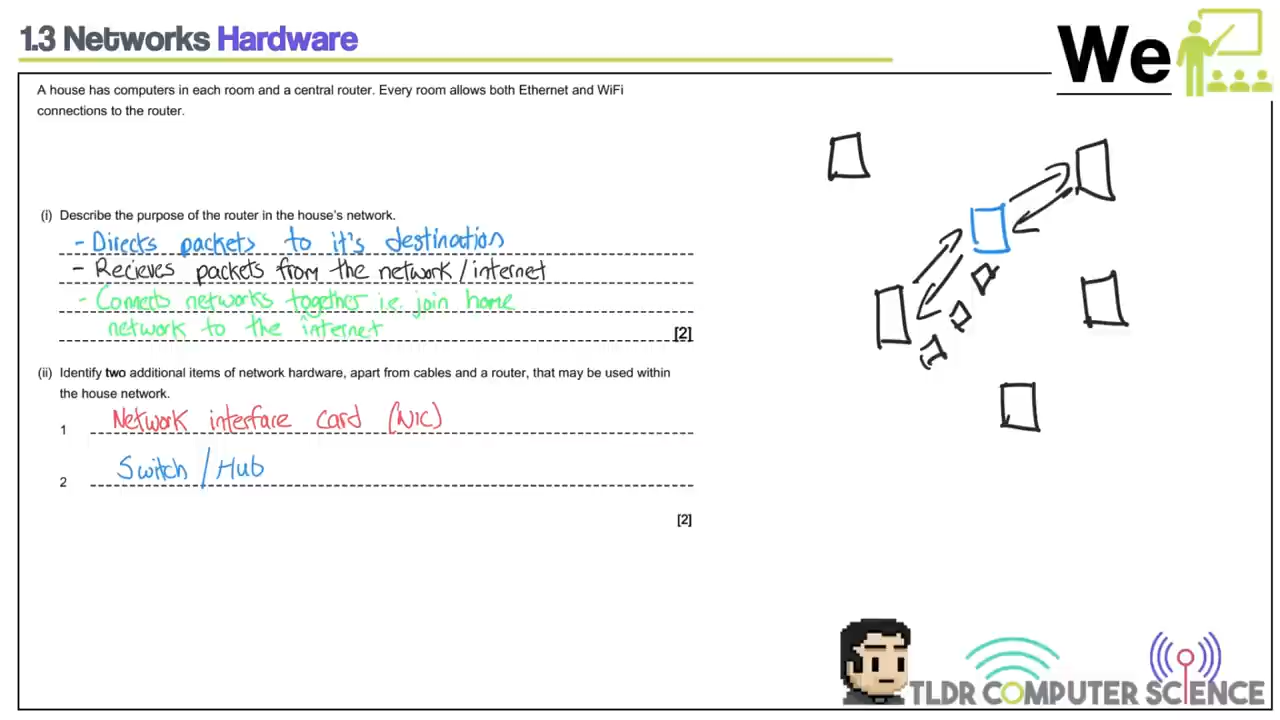 1.3 Networks Hardware
We
A house has computers in each room and a central router. Every room allows both Ethernet and WiFi
connections to the router.
(i) Describe the purpose of the router in the house's network.
- Directs packets to it's destination
- Recieves packets from the network/internet
- Connects networks together i.e. join home
network to the internet
[2]
(ii) Identify two additional items of network hardware, apart from cables and a router, that may be used within
the house network.
1 Network interface card (NIC)
2 Switch / Hub
[2]
TLDR COMPUTER SCIENCE